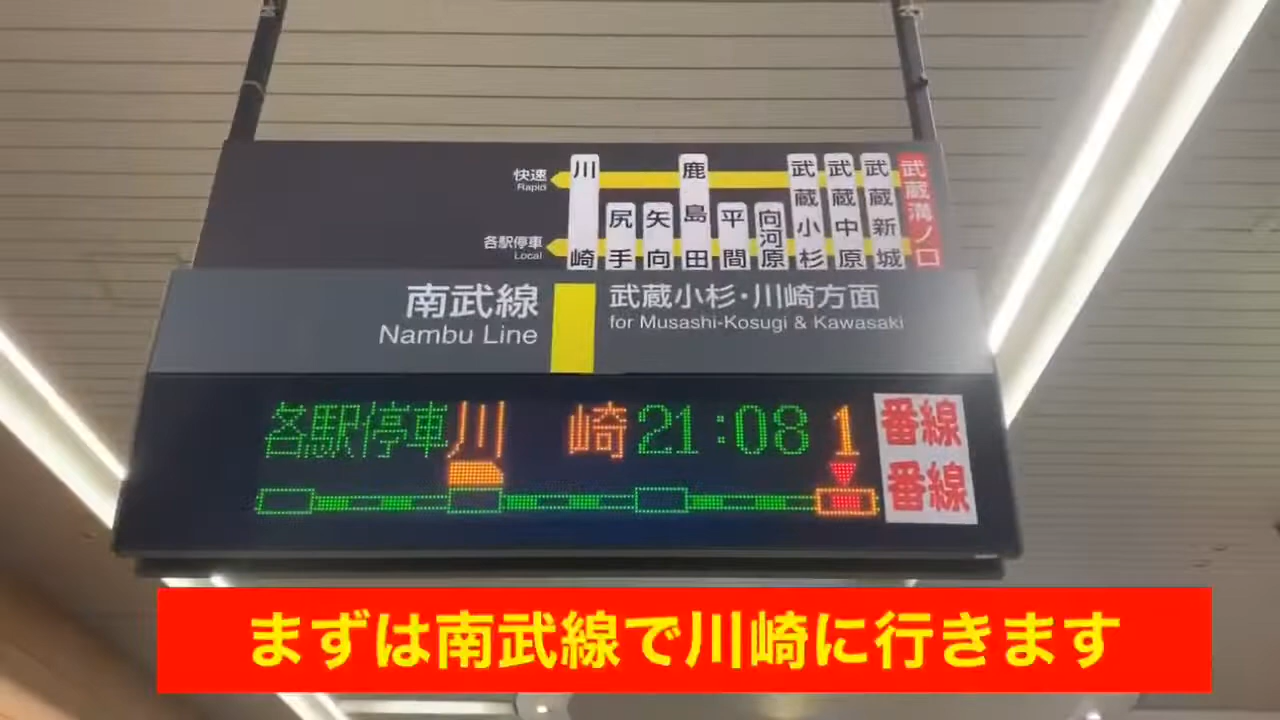 快速
Rapid
各駅停車
Local
川崎
尻手
矢向
鹿島田
平間
向河原
武蔵小杉
武蔵中原
武蔵新城
武蔵溝ノ口
南武線
Nambu Line
武蔵小杉・川崎方面
for Musashi-Kosugi & Kawasaki
各駅停車 川崎 21:08 1 番線
番線
まずは南武線で川崎に行きます